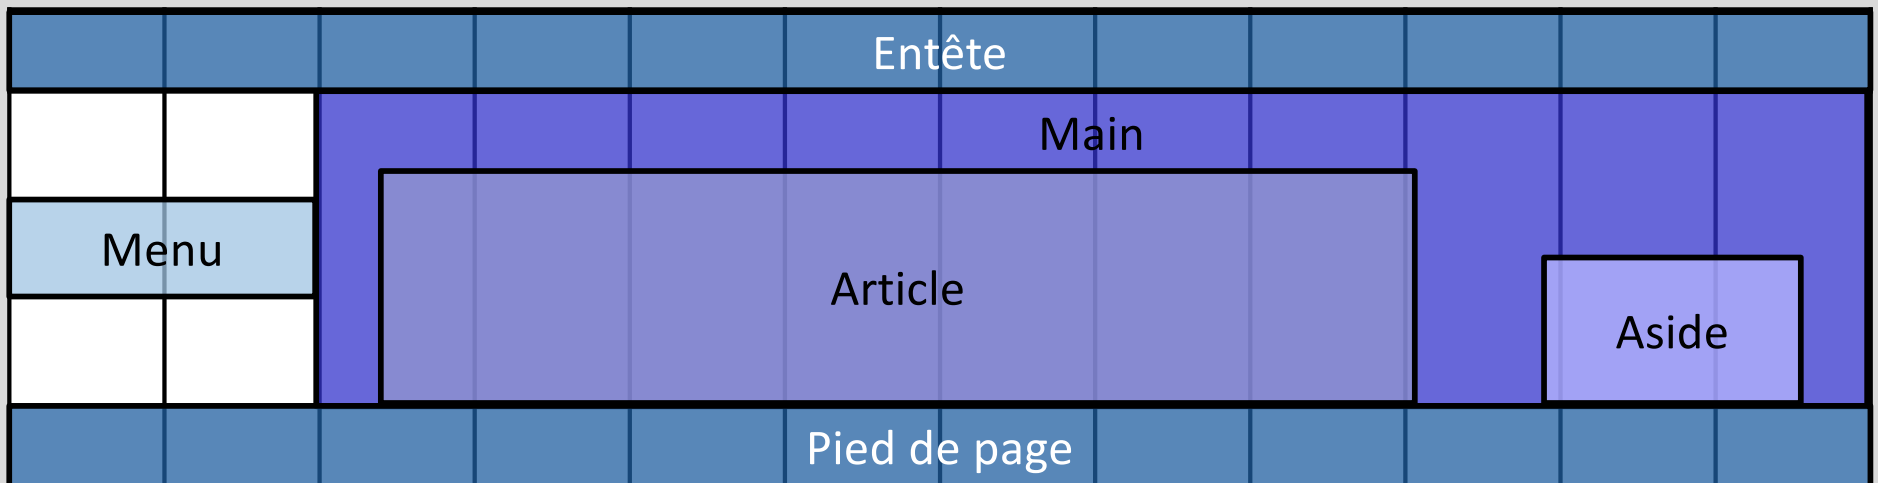 Entête
Main
Menu
Article
Aside
Pied de page